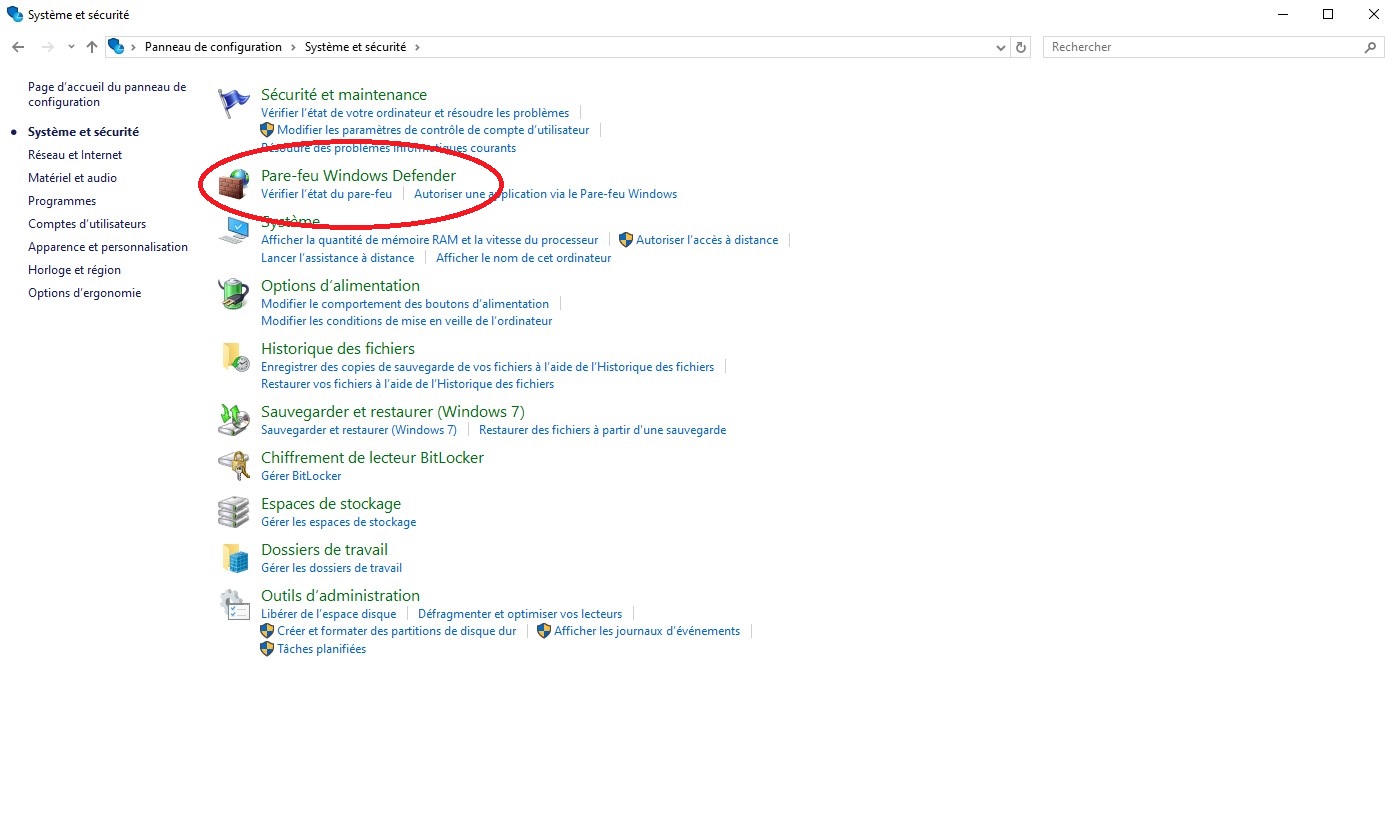 Système et sécurité
Panneau de configuration > Système et sécurité >
Rechercher
Page d'accueil du panneau de
configuration
Système et sécurité
Réseau et Internet
Matériel et audio
Programmes
Comptes d'utilisateurs
Apparence et personnalisation
Horloge et région
Options d'ergonomie
Sécurité et maintenance
Vérifier l'état de votre ordinateur et résoudre les problèmes
Modifier les paramètres de contrôle de compte d'utilisateur
Résoudre des problèmes informatiques courants
Pare-feu Windows Defender
Vérifier l'état du pare-feu Autoriser une application via le Pare-feu Windows
Système
Afficher la quantité de mémoire RAM et la vitesse du processeur Autoriser l'accès à distance
Lancer l'assistance à distance Afficher le nom de cet ordinateur
Options d'alimentation
Modifier le comportement des boutons d'alimentation
Modifier les conditions de mise en veille de l'ordinateur
Historique des fichiers
Enregistrer des copies de sauvegarde de vos fichiers à l'aide de l'Historique des fichiers
Restaurer vos fichiers à l'aide de l'Historique des fichiers
Sauvegarder et restaurer (Windows 7)
Sauvegarder et restaurer (Windows 7) Restaurer des fichiers à partir d'une sauvegarde
Chiffrement de lecteur BitLocker
Gérer BitLocker
Espaces de stockage
Gérer les espaces de stockage
Dossiers de travail
Gérer les dossiers de travail
Outils d'administration
Libérer de l'espace disque Défragmenter et optimiser vos lecteurs
Créer et formater des partitions de disque dur Afficher les journaux d'événements
Tâches planifiées